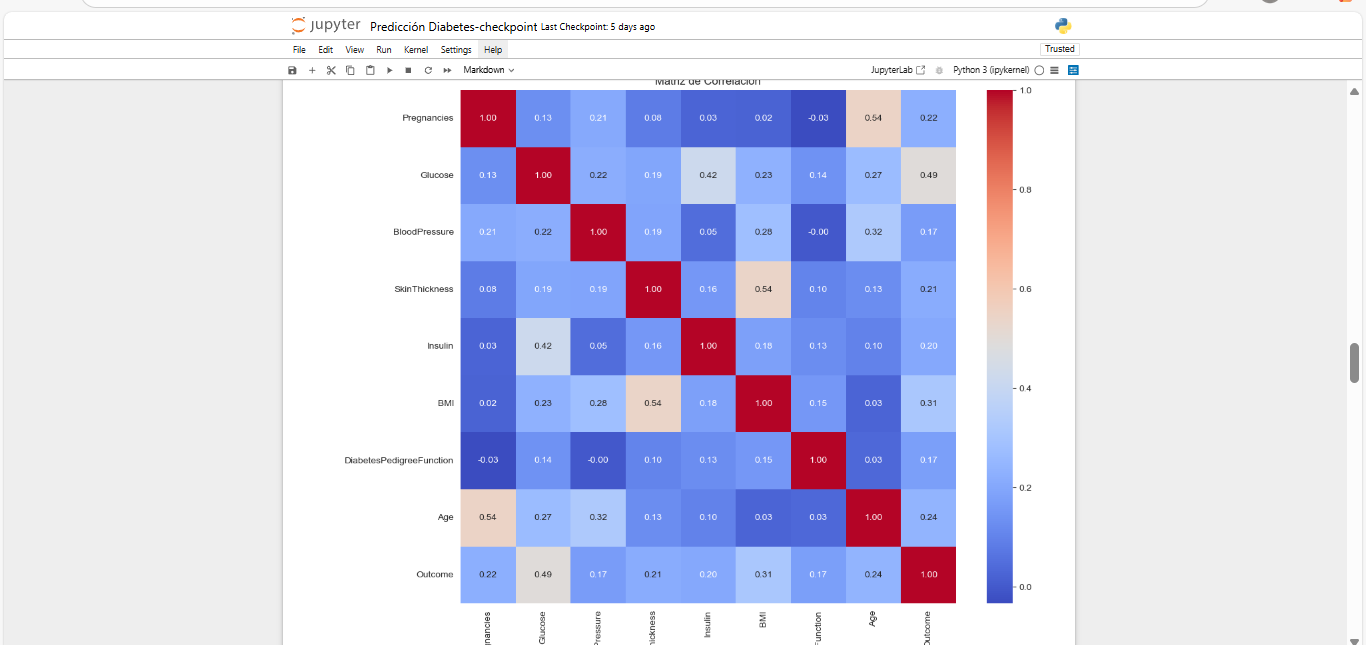 jupyter Predicción Diabetes-checkpoint Last Checkpoint: 5 days ago
File Edit View Run Kernel Settings Help Trusted
Markdown JupyterLab Python 3 (ipykernel)
Matriz de Correlación
Pregnancies 1.00 0.13 0.21 0.08 0.03 0.02 -0.03 0.54 0.22
Glucose 0.13 1.00 0.22 0.19 0.42 0.23 0.14 0.27 0.49
BloodPressure 0.21 0.22 1.00 0.19 0.05 0.28 -0.00 0.32 0.17
SkinThickness 0.08 0.19 0.19 1.00 0.16 0.54 0.10 0.13 0.21
Insulin 0.03 0.42 0.05 0.16 1.00 0.18 0.13 0.10 0.20
BMI 0.02 0.23 0.28 0.54 0.18 1.00 0.15 0.03 0.31
DiabetesPedigreeFunction -0.03 0.14 -0.00 0.10 0.13 0.15 1.00 0.03 0.17
Age 0.54 0.27 0.32 0.13 0.10 0.03 0.03 1.00 0.24
Outcome 0.22 0.49 0.17 0.21 0.20 0.31 0.17 0.24 1.00
1.0
0.8
0.6
0.4
0.2
0.0
nancies
Glucose
Pressure
ickness
Insulin
BMI
Function
Age
utcome